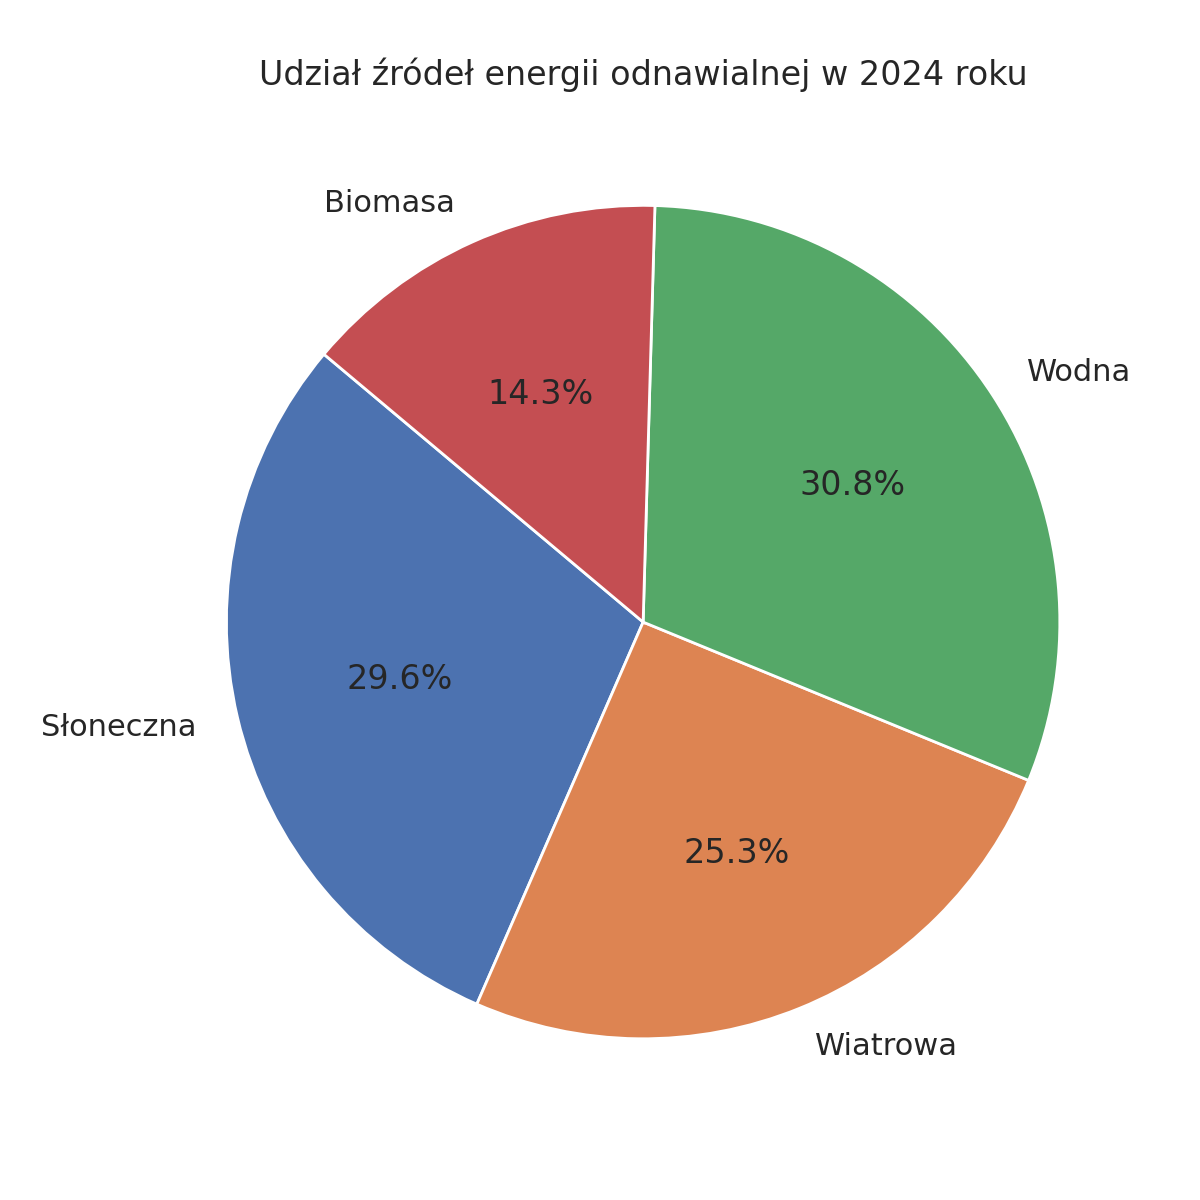 Udział źródeł energii odnawialnej w 2024 roku
Biomasa
Wodna
14.3%
30.8%
29.6%
Słoneczna
25.3%
Wiatrowa